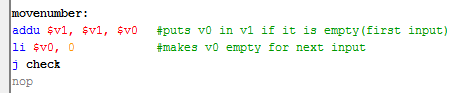 movenumber:
addu $v1, $v1, $v0 #puts v0 in v1 if it is empty(first input)
li $v0, 0 #makes v0 empty for next input
j check
nop